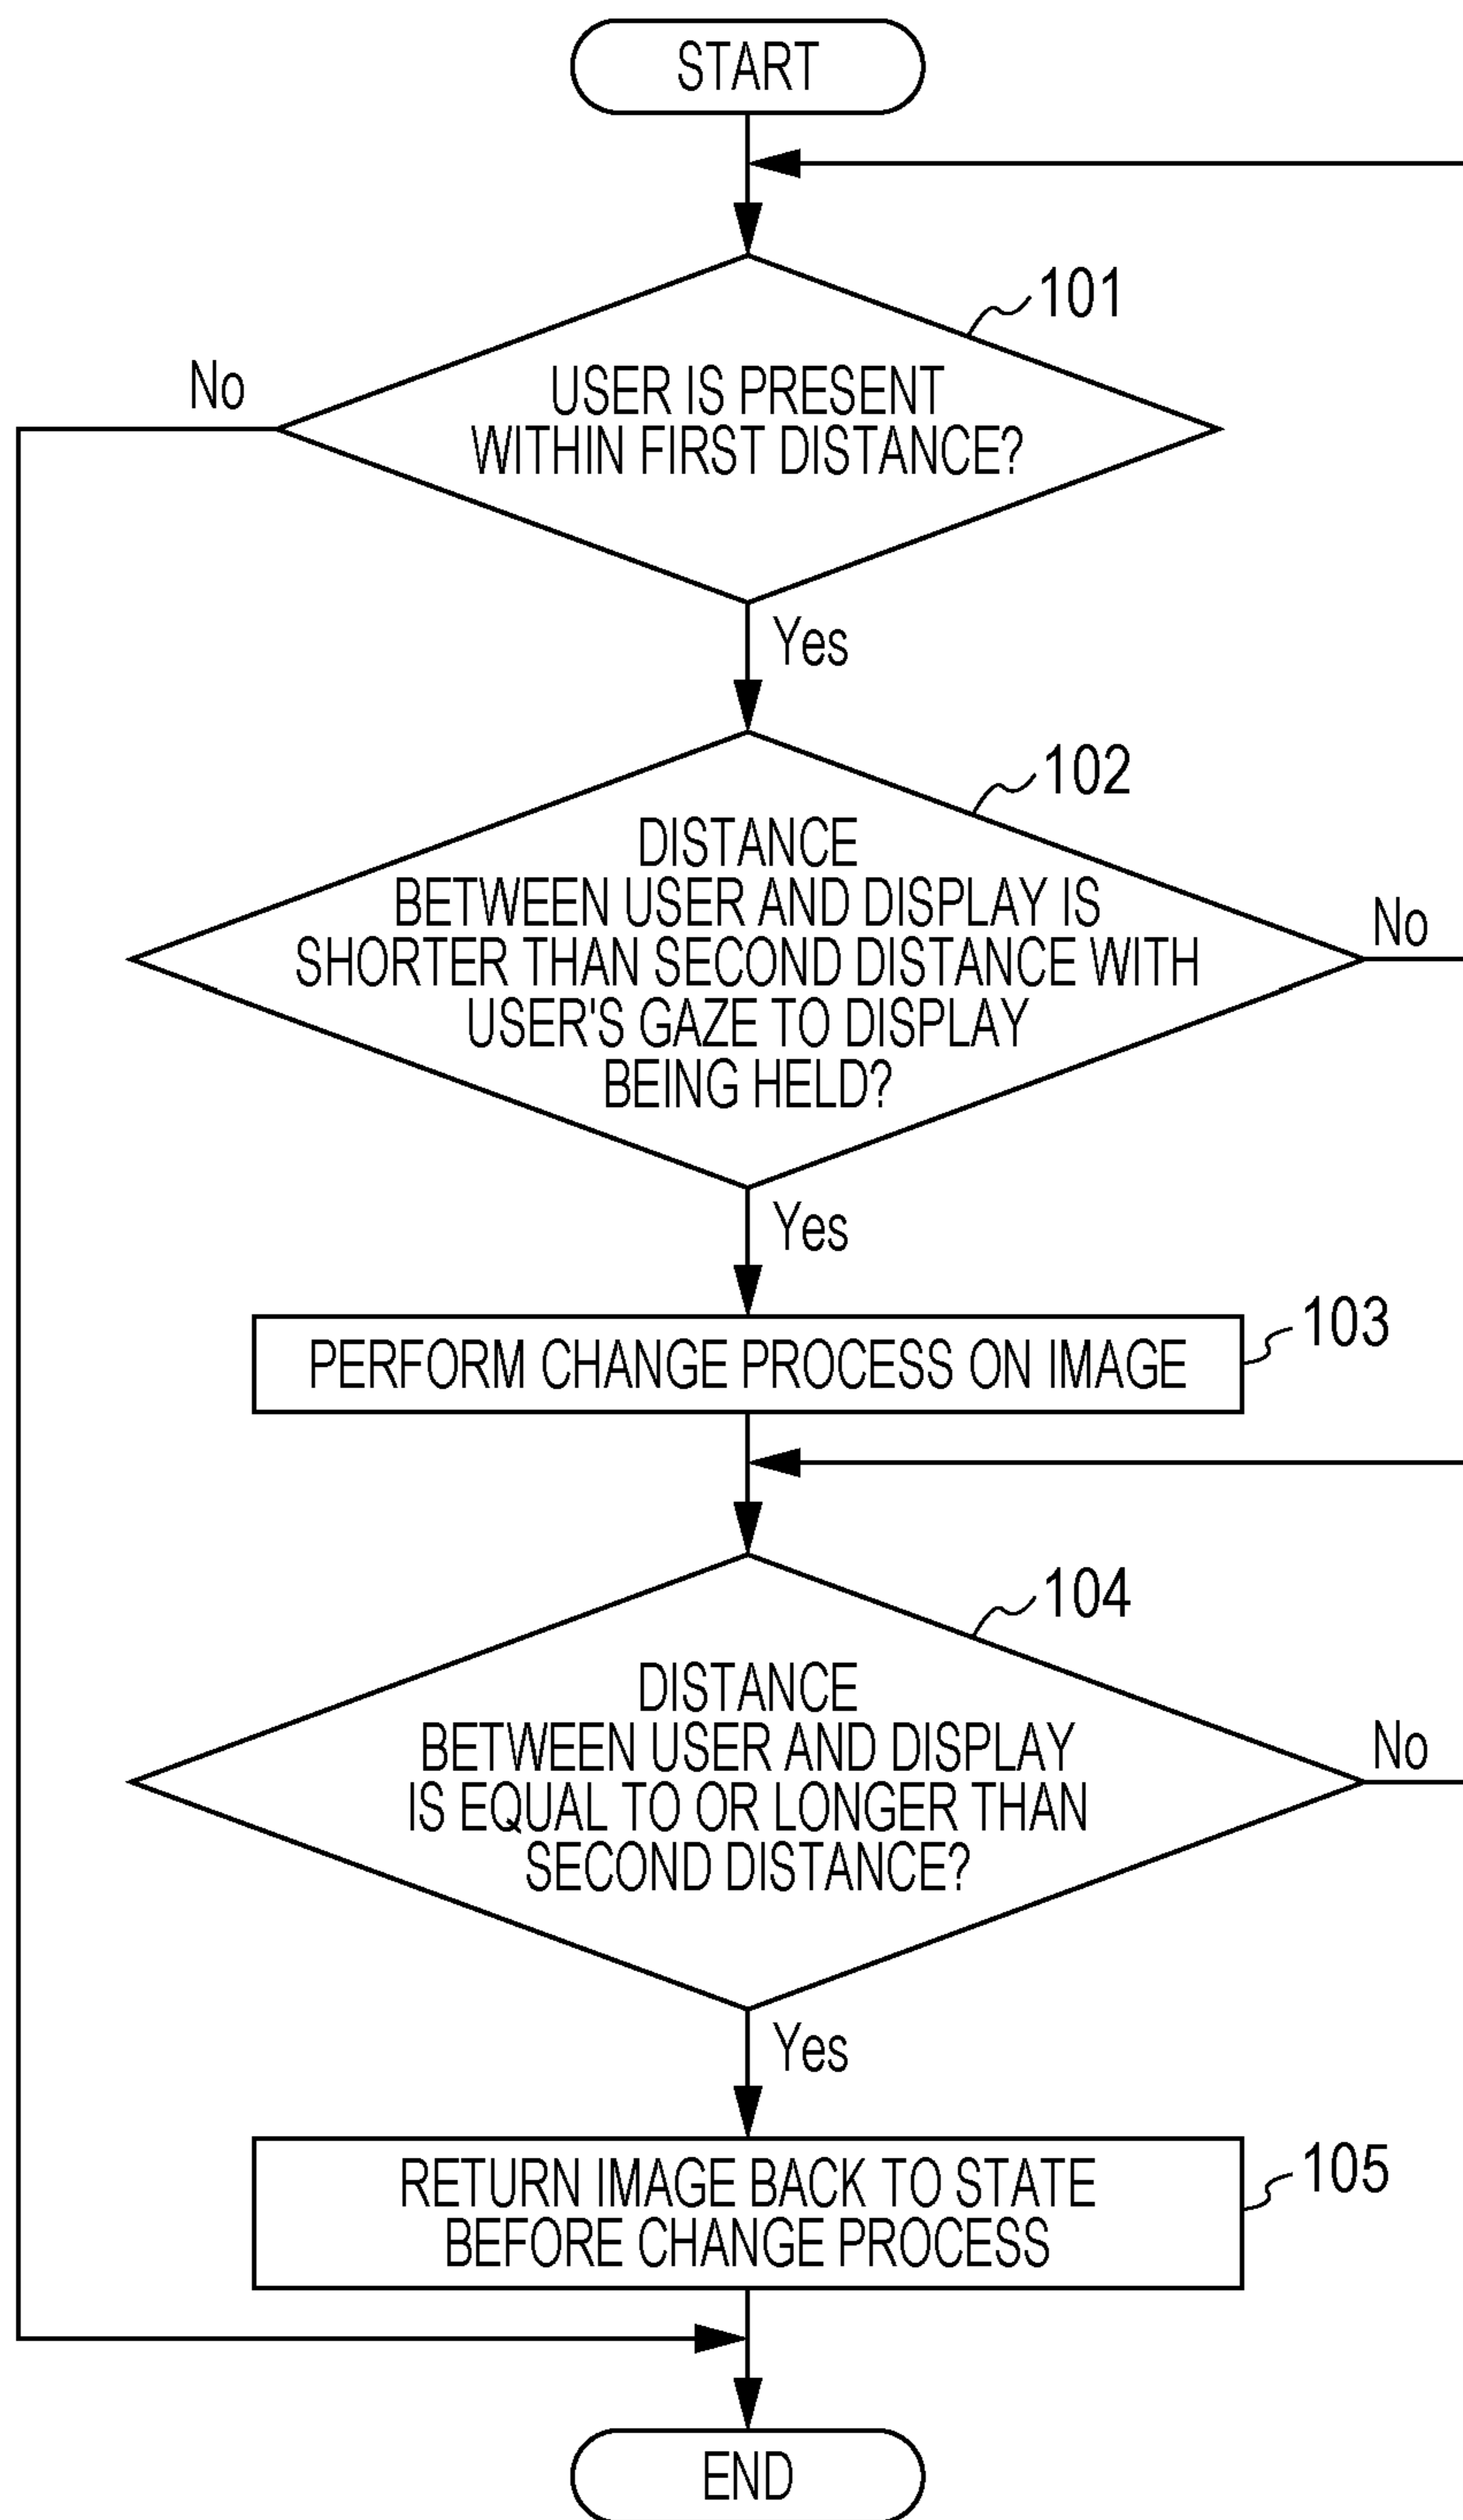 START
101
No
USER IS PRESENT
WITHIN FIRST DISTANCE?
Yes
102
DISTANCE
BETWEEN USER AND DISPLAY IS
SHORTER THAN SECOND DISTANCE WITH
USER'S GAZE TO DISPLAY
BEING HELD?
No
Yes
103
PERFORM CHANGE PROCESS ON IMAGE
104
DISTANCE
BETWEEN USER AND DISPLAY
IS EQUAL TO OR LONGER THAN
SECOND DISTANCE?
No
Yes
105
RETURN IMAGE BACK TO STATE
BEFORE CHANGE PROCESS
END